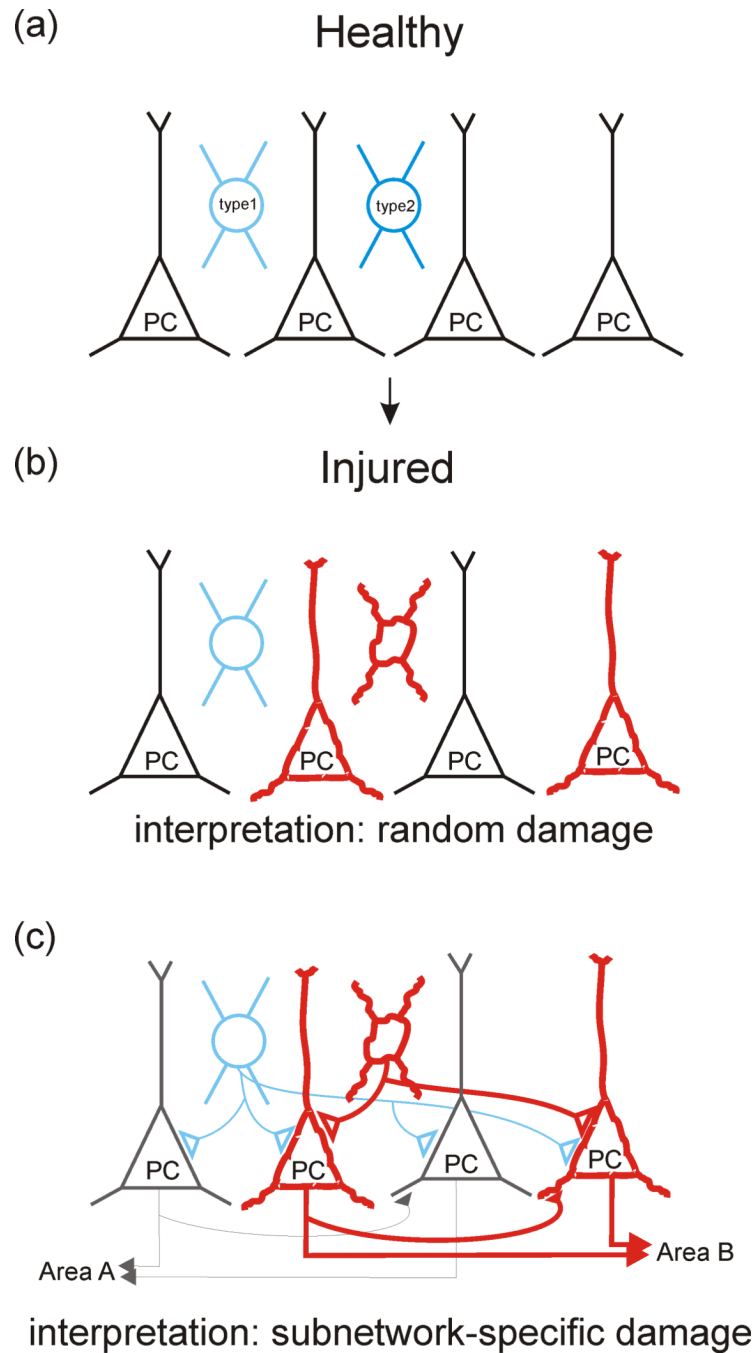 (a)
Healthy
type1 type2
PC PC PC PC
(b)
Injured
PC PC PC PC
interpretation: random damage
(c)
PC PC PC PC
Area A
Area B
interpretation: subnetwork-specific damage